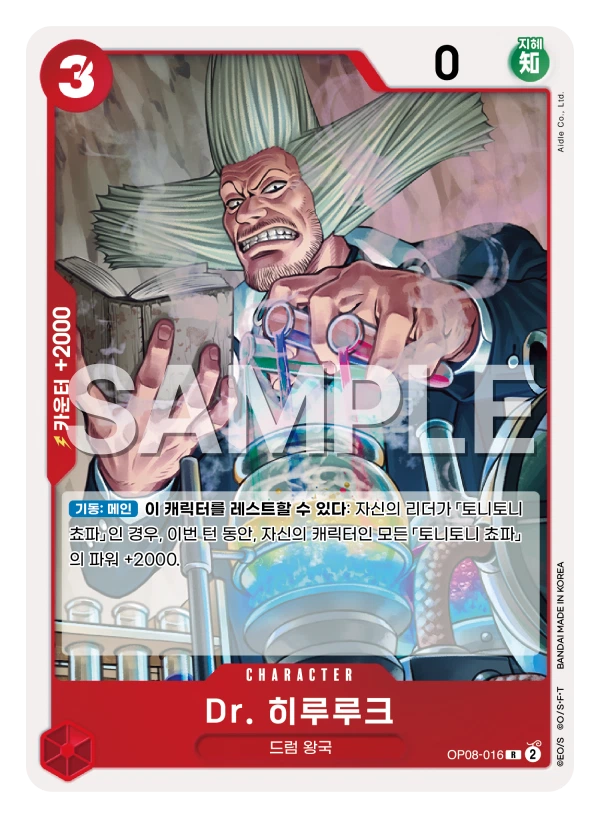 3
0
지혜
知
Aidle Co., Ltd.
⚡카운터 +2000
SAMPLE
기동: 메인 이 캐릭터를 레스트할 수 있다: 자신의 리더가 「토니토니
쵸파」인 경우, 이번 턴 동안, 자신의 캐릭터인 모든 「토니토니 쵸파」
의 파워 +2000.
CHARACTER
Dr. 히루루크
드럼 왕국
OP08-016 R 2
©EO/S ©O/S·F·T BANDAI MADE IN KOREA